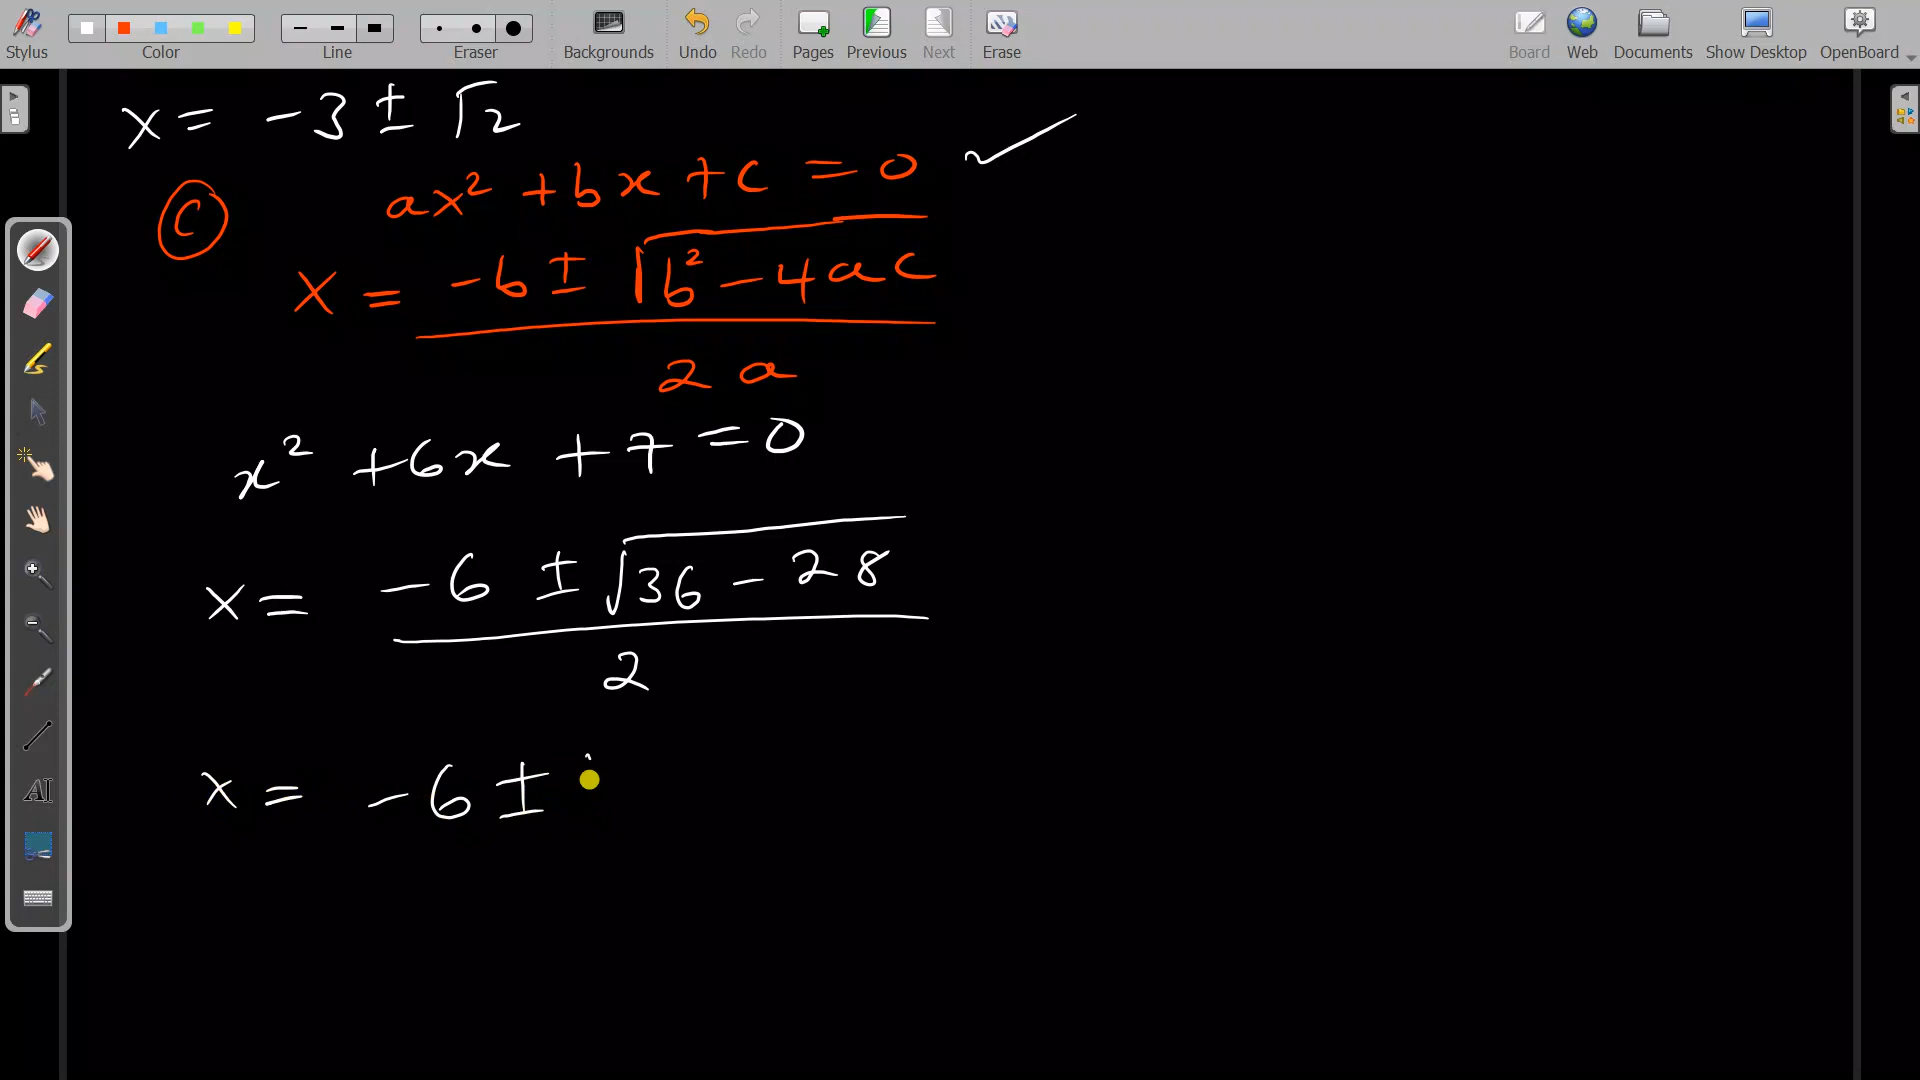 Stylus Color Line Eraser Backgrounds Undo Redo Pages Previous Next Erase Board Web Documents Show Desktop OpenBoard
x = -3 ± √2
(C) ax² + bx + c = 0 ✓
x = -b ± √b² - 4ac
2a
x² + 6x + 7 = 0
x = -6 ± √36 - 28
2
x = -6 ±